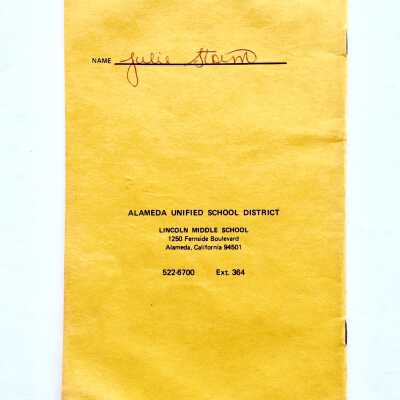 NAME Julie Storm
ALAMEDA UNIFIED SCHOOL DISTRICT
LINCOLN MIDDLE SCHOOL
1250 Fernside Boulevard
Alameda, California 94501
522-6700 Ext. 364